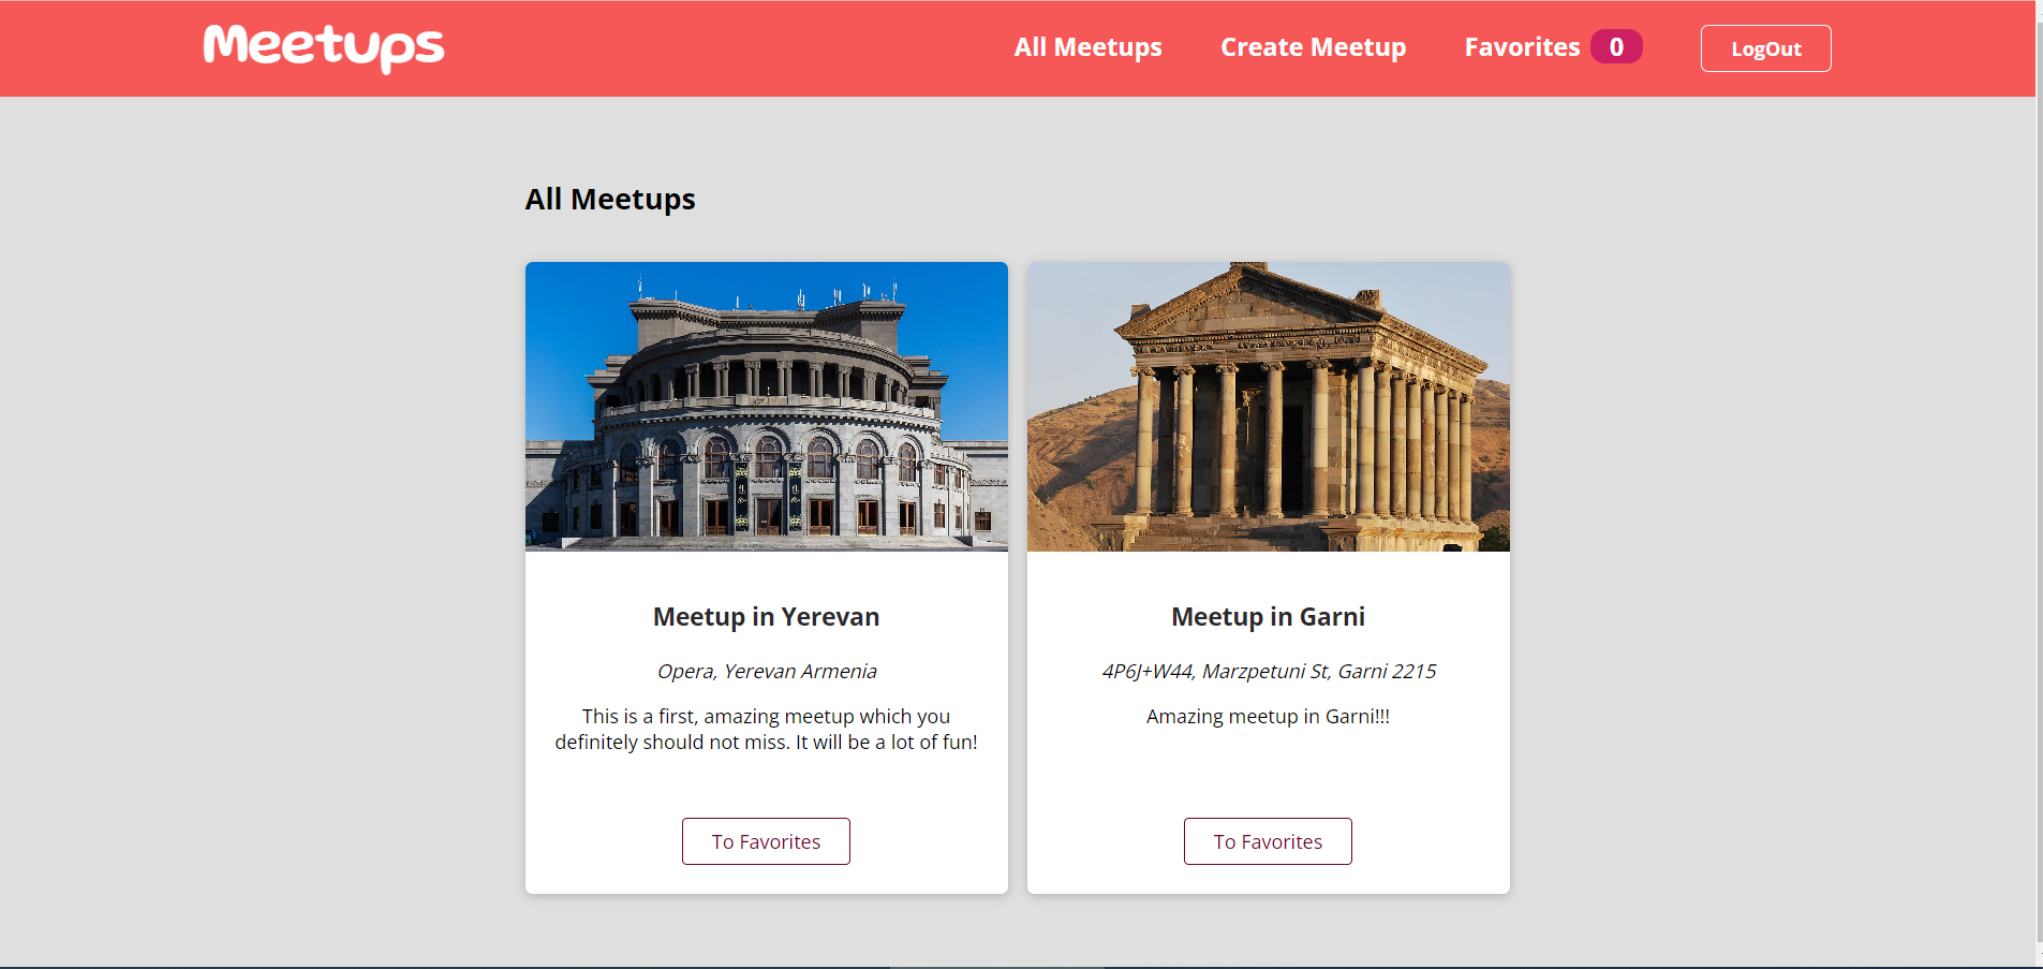 Meetups
All Meetups
Create Meetup
Favorites 0
LogOut
All Meetups
Meetup in Yerevan
Opera, Yerevan Armenia
This is a first, amazing meetup which you
definitely should not miss. It will be a lot of fun!
To Favorites
Meetup in Garni
4P6J+W44, Marzpetuni St, Garni 2215
Amazing meetup in Garni!!!
To Favorites